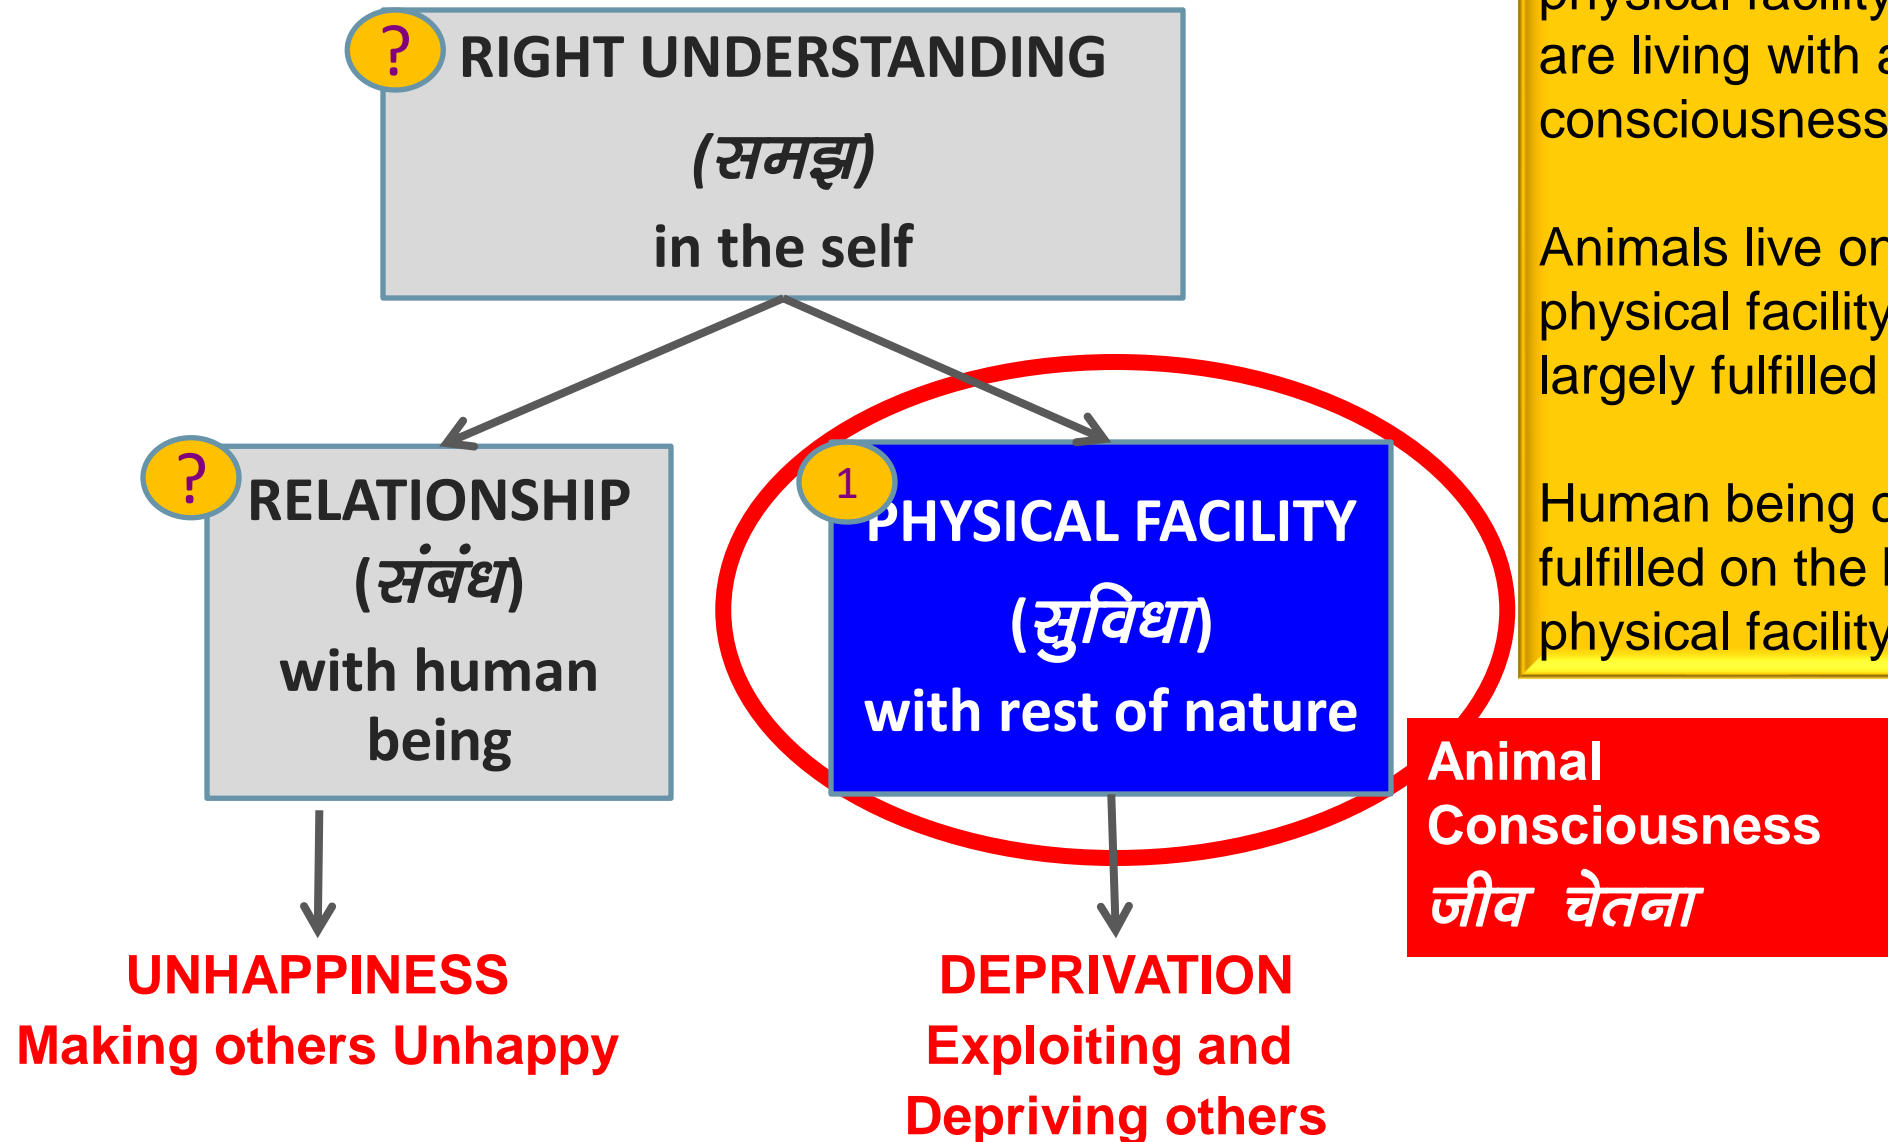 ?
RIGHT UNDERSTANDING
(समझ)
in the self
?
RELATIONSHIP
(संबंध)
with human
being
1
PHYSICAL FACILITY
(सुविधा)
with rest of nature
UNHAPPINESS
Making others Unhappy
DEPRIVATION
Exploiting and
Depriving others
physical facility
are living with
consciousness
Animals live
physical facility
largely fulfilled
Human being
fulfilled on the
physical facility
Animal
Consciousness
जीव चेतना